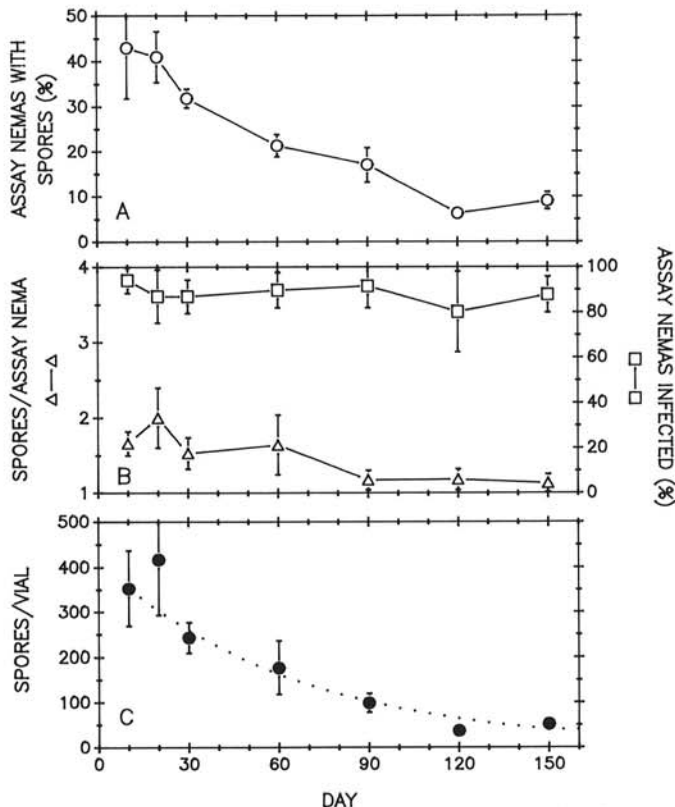 50
40
30
20
10
0
ASSAY NEMAS WITH
SPORES (%)
A
4
3
2
1
SPORES/ASSAY NEMA
100
80
60
40
20
0
ASSAY NEMAS INFECTED
(%)
B
500
400
300
200
100
0
SPORES/VIAL
C
0 30 60 90 120 150
DAY